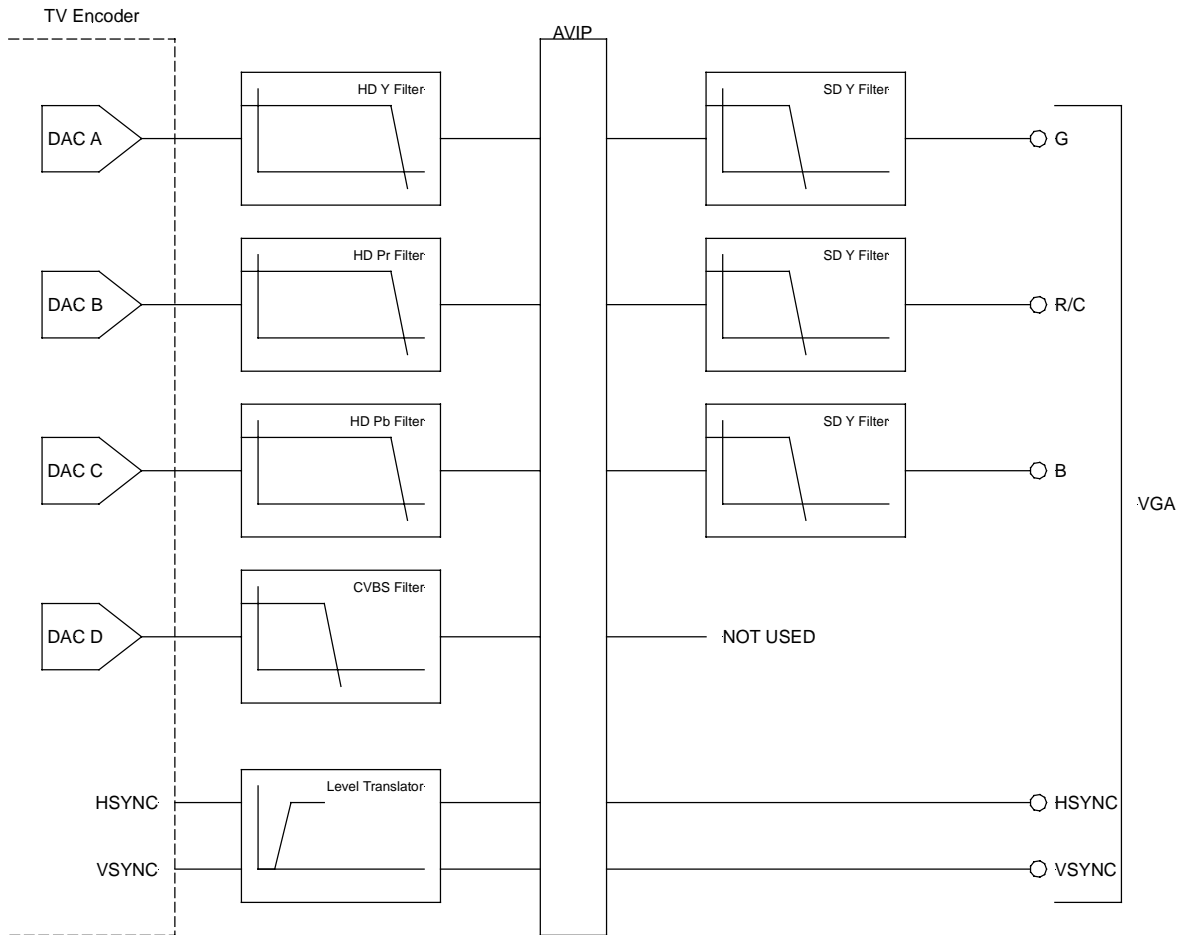 TV Encoder
AVIP
DAC A
HD Y Filter
SD Y Filter
G
DAC B
HD Pr Filter
SD Y Filter
R/C
DAC C
HD Pb Filter
SD Y Filter
B
VGA
DAC D
CVBS Filter
NOT USED
Level Translator
HSYNC
HSYNC
VSYNC
VSYNC